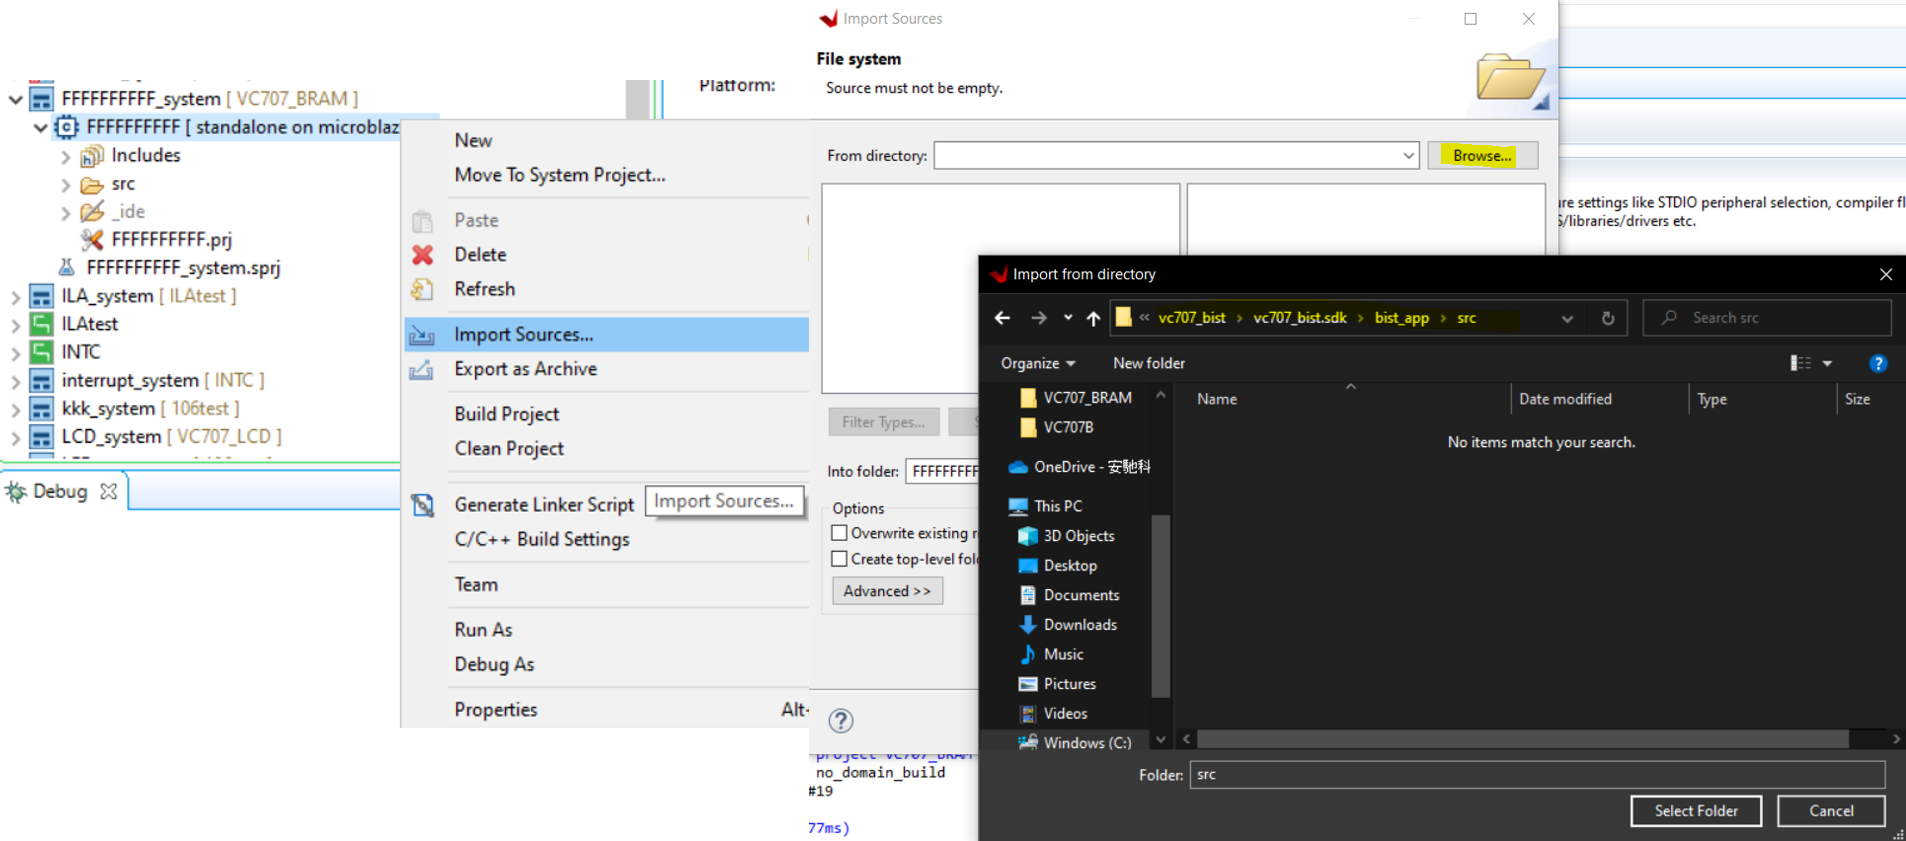 FFFFFFFFFF_system [ VC707_BRAM ]
FFFFFFFFFF [ standalone on microblaz
Includes
src
_ide
FFFFFFFFFF.prj
FFFFFFFFFF_system.sprj
ILA_system [ ILAtest ]
ILAtest
INTC
interrupt_system [ INTC ]
kkk_system [ 106test ]
LCD_system [ VC707_LCD ]
Debug
Platform:
New
Move To System Project...
Paste
Delete
Refresh
Import Sources...
Export as Archive
Build Project
Clean Project
Generate Linker Script
Import Sources...
C/C++ Build Settings
Team
Run As
Debug As
Properties Alt-
Import Sources
File system
Source must not be empty.
From directory:
Browse...
Filter Types...
Into folder: FFFFFFFFF
Options
Overwrite existing r
Create top-level fol
Advanced >>
project VC707_BRAM
no_domain_build
#19
77ms)
re settings like STDIO peripheral selection, compiler fl
S/libraries/drivers etc.
Import from directory
« vc707_bist › vc707_bist.sdk › bist_app › src
Search src
Organize
New folder
VC707_BRAM
VC707B
OneDrive - 安馳科
This PC
3D Objects
Desktop
Documents
Downloads
Music
Pictures
Videos
Windows (C:)
Name Date modified Type Size
No items match your search.
Folder: src
Select Folder
Cancel